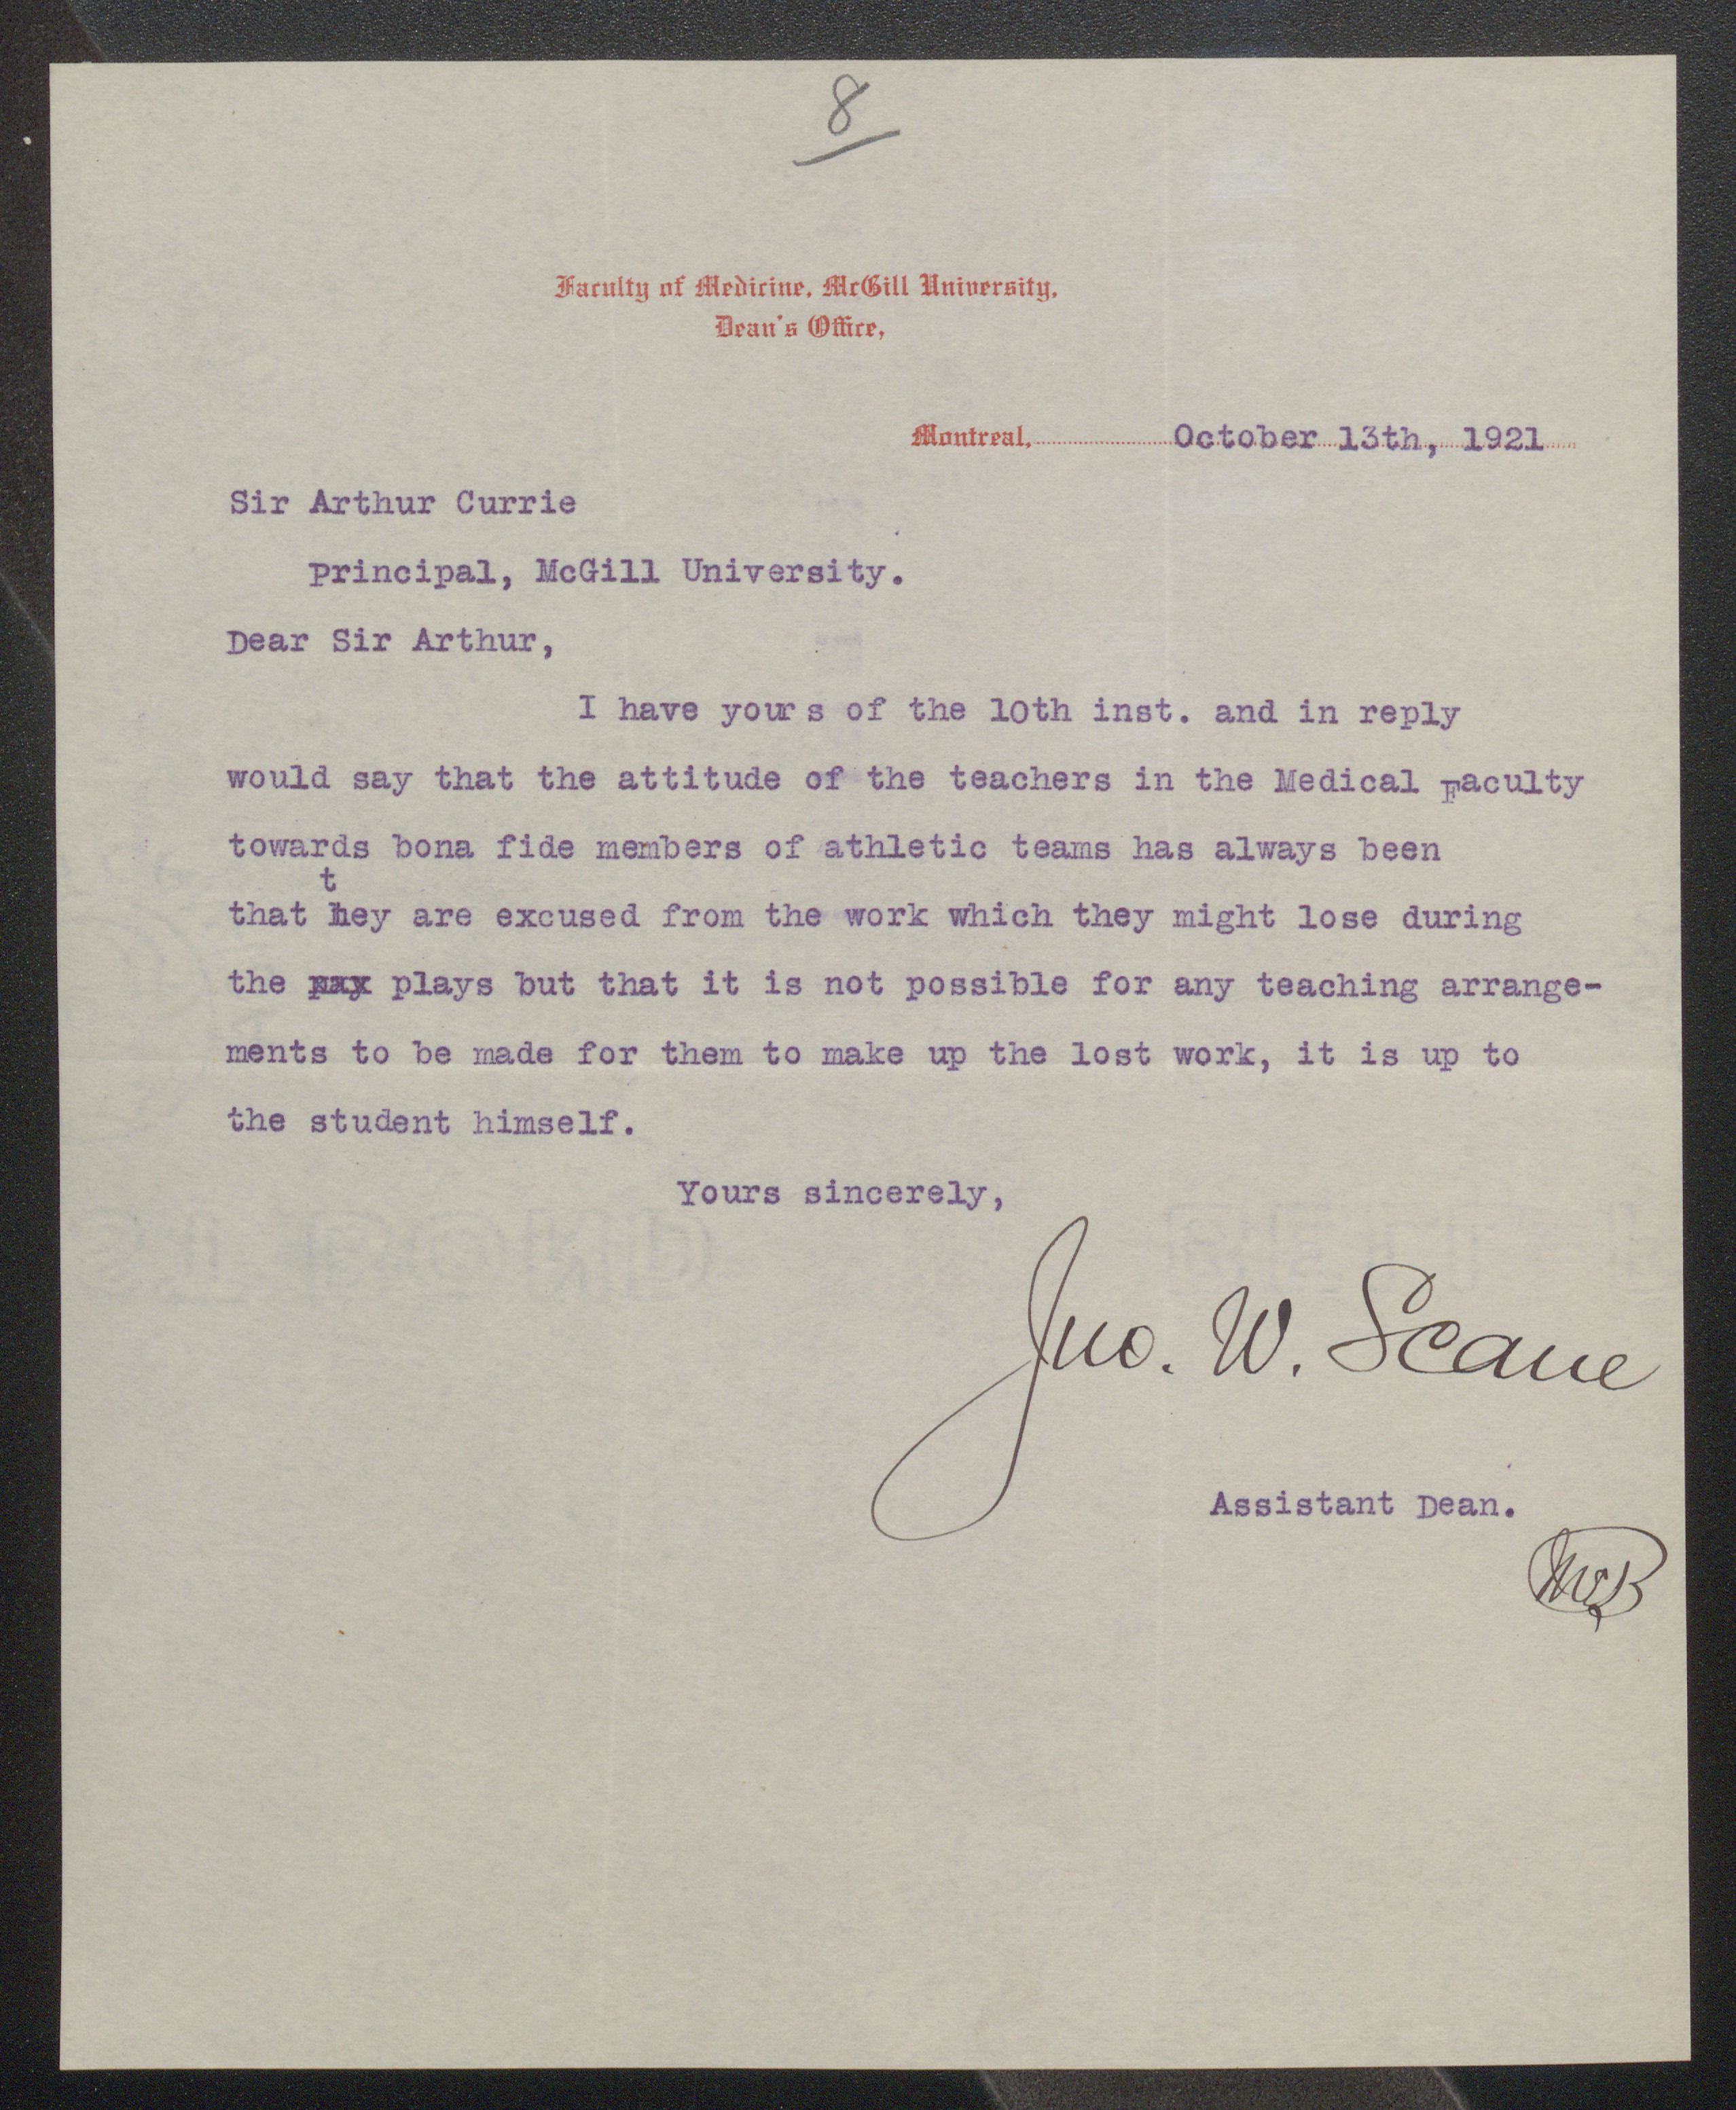 8
Faculty of Medicine, McGill University,
Dean's Office,
Montreal, October 13th, 1921
Sir Arthur Currie
Principal, McGill University.
Dear Sir Arthur,
I have yours of the 10th inst. and in reply
would say that the attitude of the teachers in the Medical Faculty
towards bona fide members of athletic teams has always been
that they are excused from the work which they might lose during
the plays but that it is not possible for any teaching arrange-
ments to be made for them to make up the lost work, it is up to
the student himself.
Yours sincerely,
Jno. W. Scane
Assistant Dean.